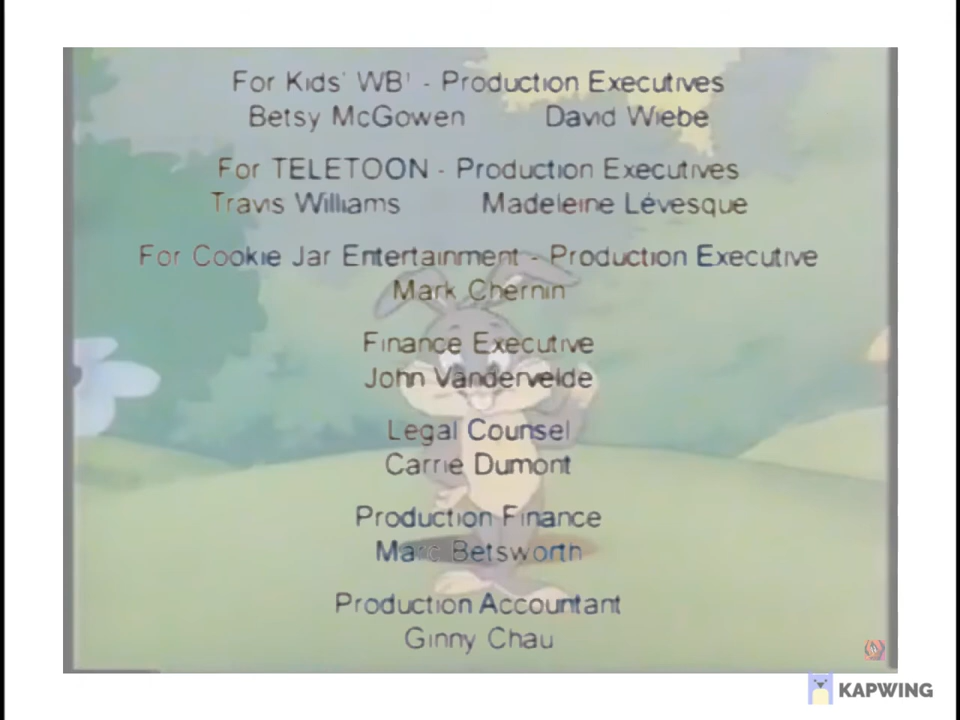 For Kids' WB! - Production Executives
Betsy McGowen David Wiebe
For TELETOON - Production Executives
Travis Williams Madeleine Lévesque
For Cookie Jar Entertainment - Production Executive
Mark Chernin
Finance Executive
John Vandervelde
Legal Counsel
Carrie Dumont
Production Finance
Marc Betsworth
Production Accountant
Ginny Chau
KAPWING